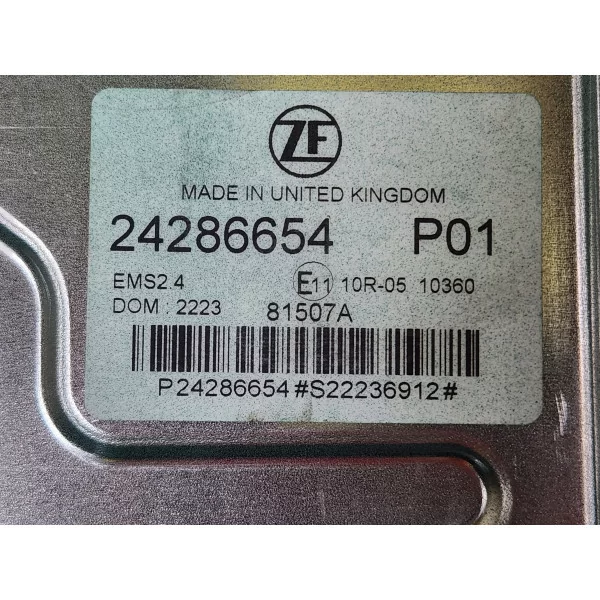 ZF
MADE IN UNITED KINGDOM
24286654 P01
EMS2.4 E11 10R-05 10360
DOM : 2223 81507A
P24286654#S22236912#